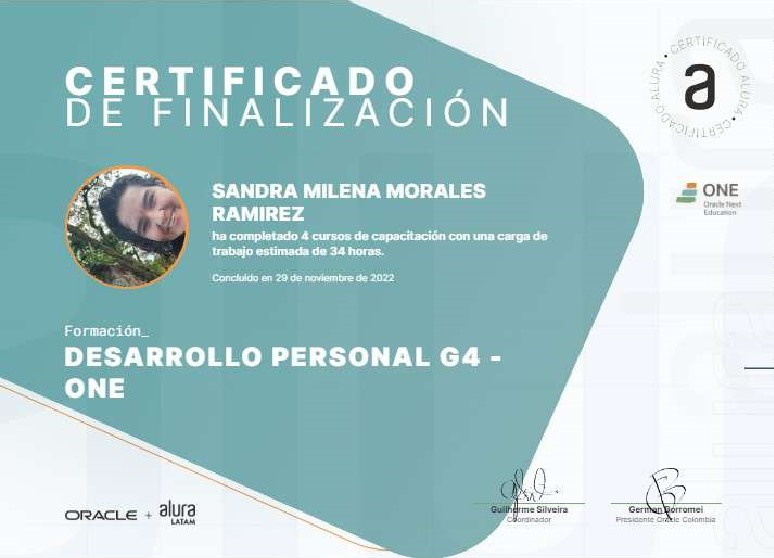 CERTIFICADO
DE FINALIZACIÓN
CERTIFICADO ALURA • CERTIFICADO ALURA •
a
SANDRA MILENA MORALES
RAMIREZ
ha completado 4 cursos de capacitación con una carga de
trabajo estimada de 34 horas.
Concluido en 29 de noviembre de 2022
ONE
Oracle Next
Education
Formación_
DESARROLLO PERSONAL G4 -
ONE
ORACLE + alura
LATAM
Guilherme Silveira
Coordinador
German Borromei
Presidente Oracle Colombia